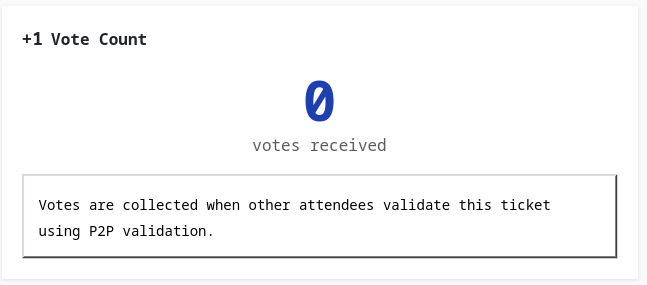 +1 Vote Count
0
votes received
Votes are collected when other attendees validate this ticket
using P2P validation.